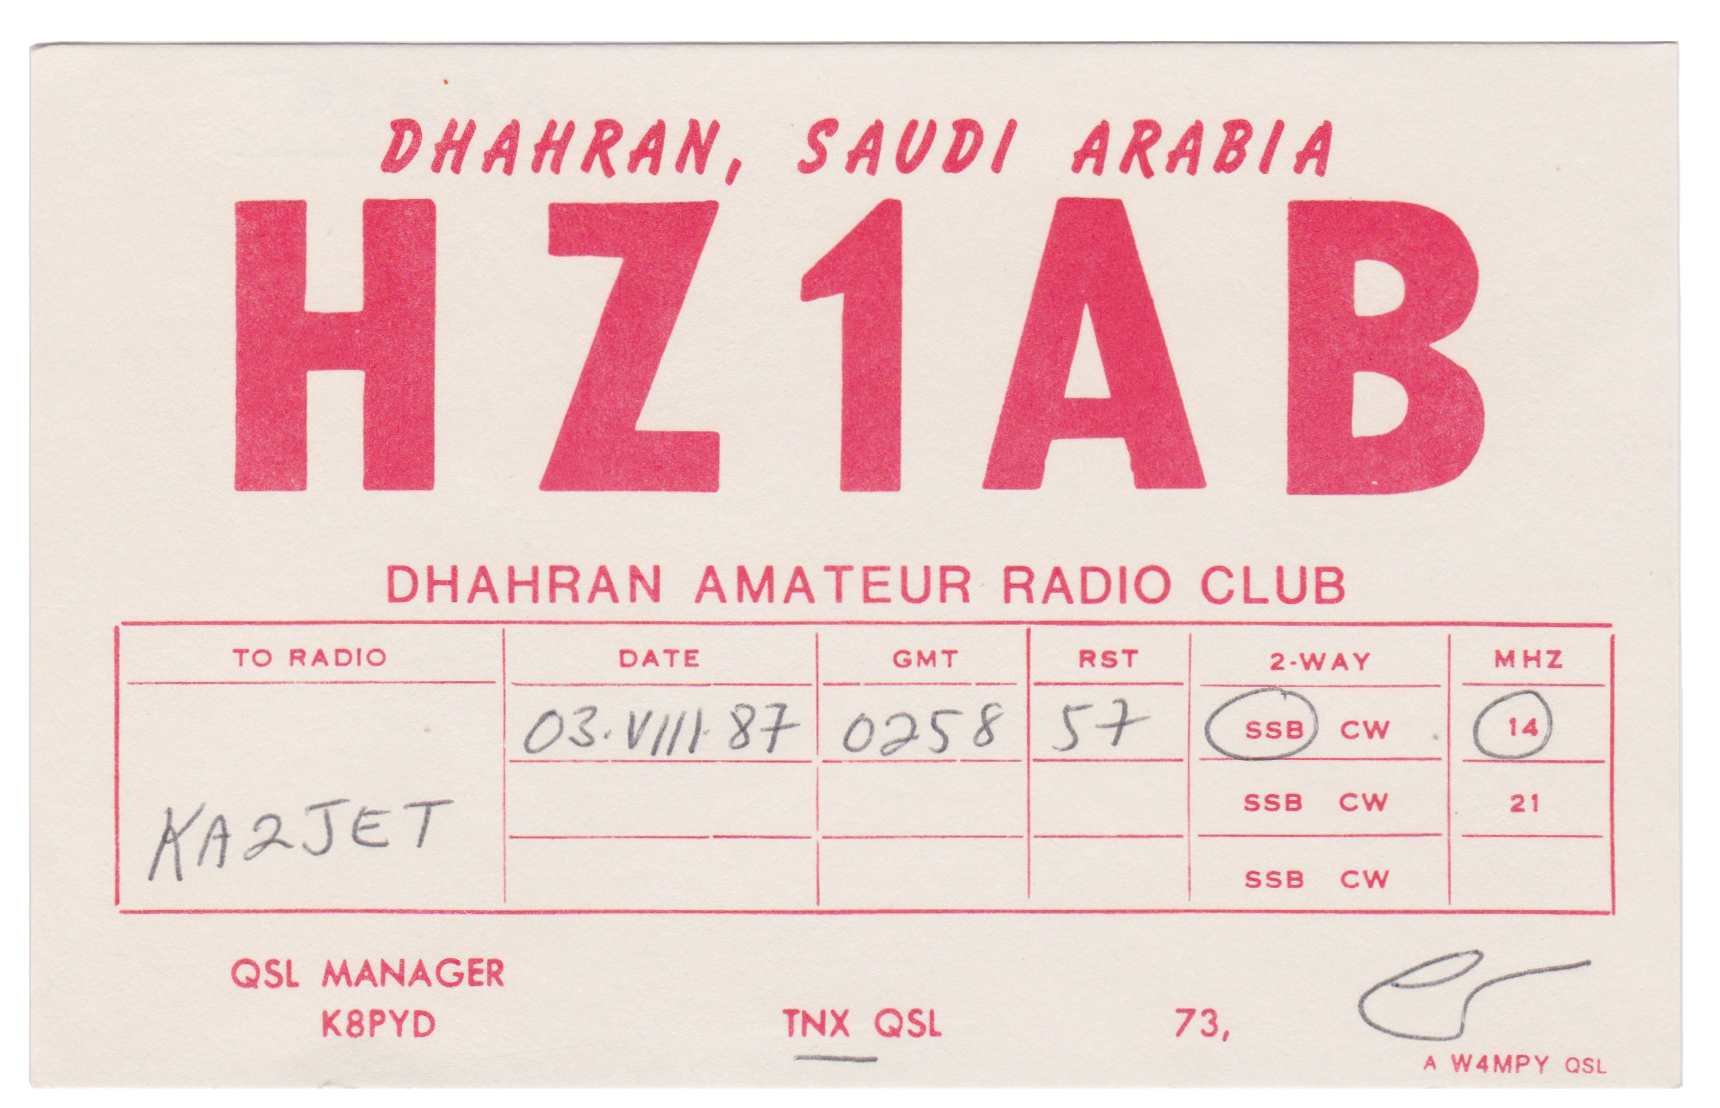 DHAHRAN, SAUDI ARABIA
HZ1AB
DHAHRAN AMATEUR RADIO CLUB
TO RADIO DATE GMT RST 2-WAY MHZ
03.VIII.87 0258 57 SSB CW 14
KA2JET SSB CW 21
SSB CW
QSL MANAGER
K8PYD TNX QSL 73,
A W4MPY QSL